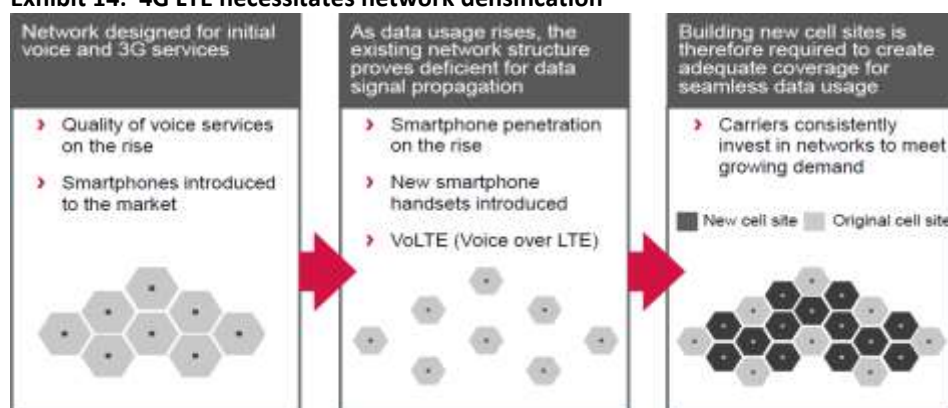 Exhibit 14: 4G LTE necessitates network densification
Network designed for initial
voice and 3G services
› Quality of voice services
on the rise
› Smartphones introduced
to the market
As data usage rises, the
existing network structure
proves deficient for data
signal propagation
› Smartphone penetration
on the rise
› New smartphone
handsets introduced
› VoLTE (Voice over LTE)
Building new cell sites is
therefore required to create
adequate coverage for
seamless data usage
› Carriers consistently
invest in networks to meet
growing demand
New cell site Original cell site